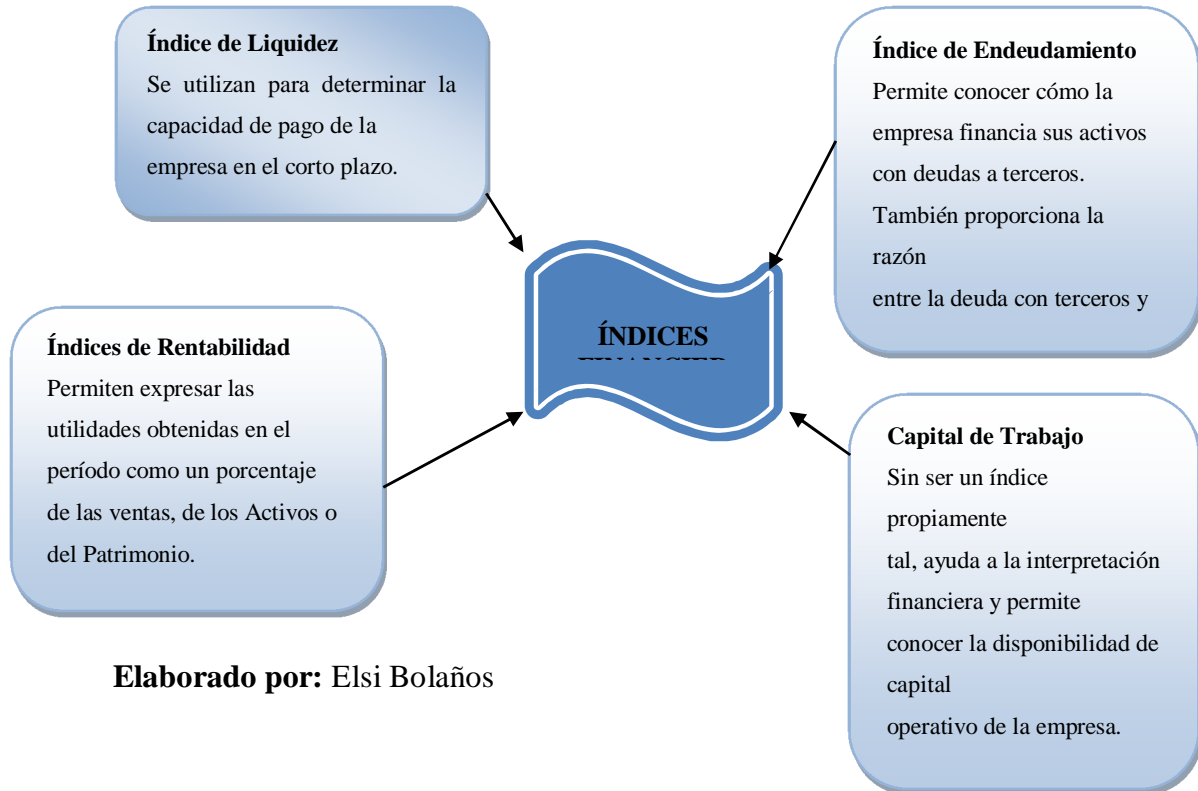 Índice de Liquidez
Se utilizan para determinar la
capacidad de pago de la
empresa en el corto plazo.
Índice de Endeudamiento
Permite conocer cómo la
empresa financia sus activos
con deudas a terceros.
También proporciona la
razón
entre la deuda con terceros y
ÍNDICES
Índices de Rentabilidad
Permiten expresar las
utilidades obtenidas en el
período como un porcentaje
de las ventas, de los Activos o
del Patrimonio.
Capital de Trabajo
Sin ser un índice
propiamente
tal, ayuda a la interpretación
financiera y permite
conocer la disponibilidad de
capital
operativo de la empresa.
Elaborado por: Elsi Bolaños